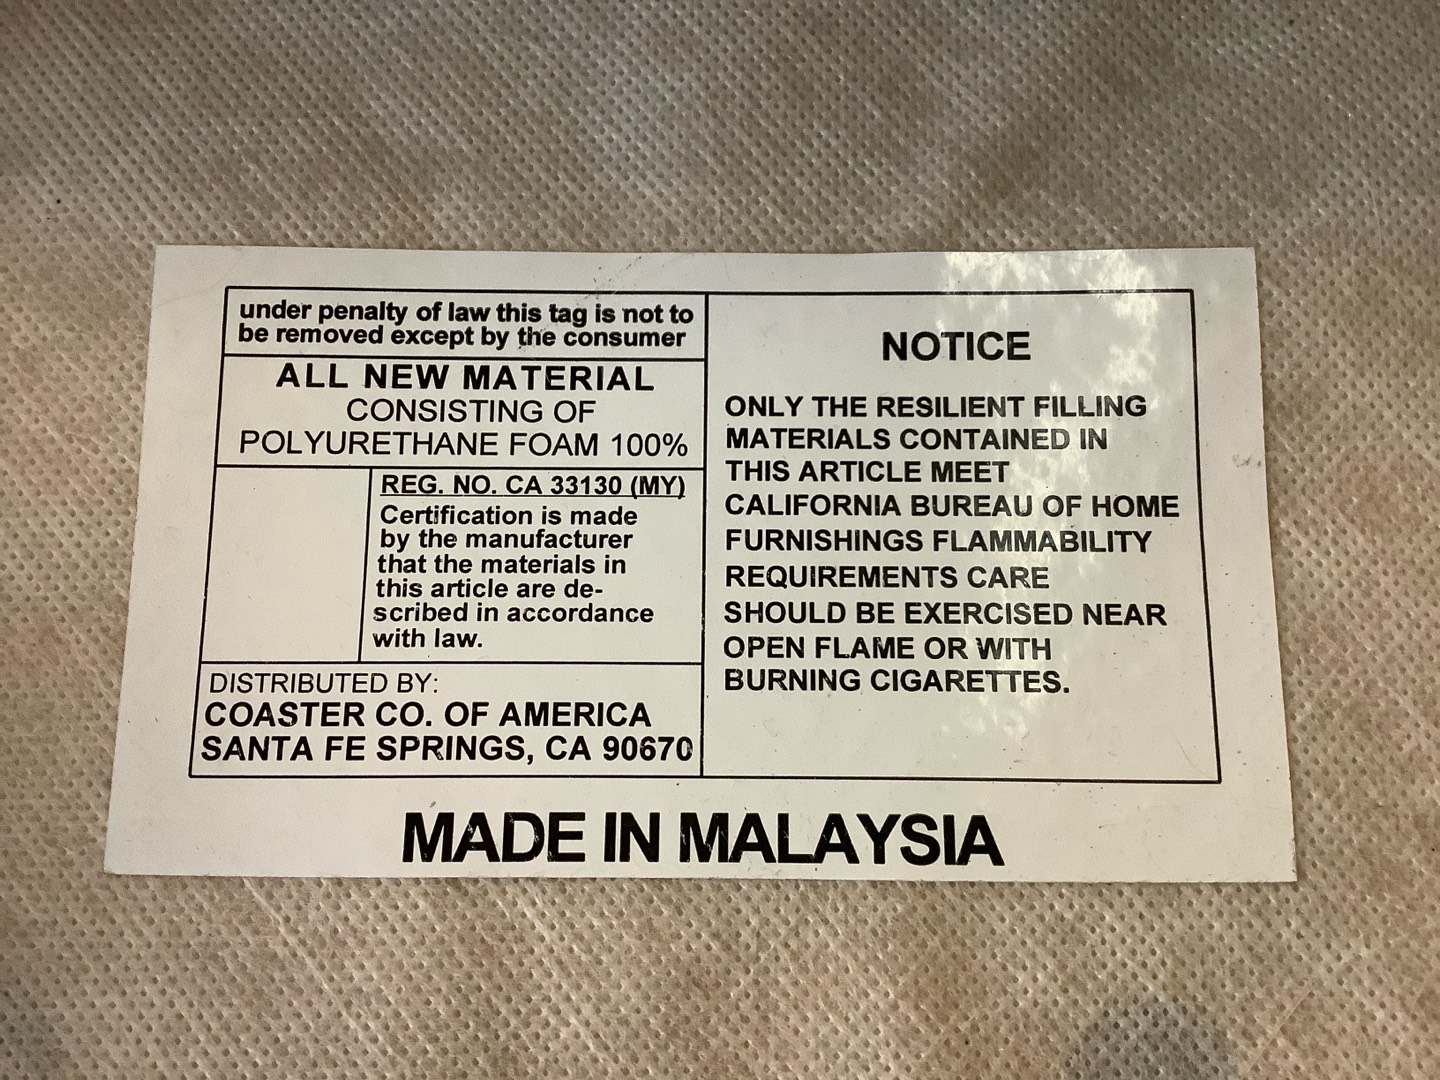 under penalty of law this tag is not to
be removed except by the consumer
ALL NEW MATERIAL
CONSISTING OF
POLYURETHANE FOAM 100%
REG. NO. CA 33130 (MY)
Certification is made
by the manufacturer
that the materials in
this article are de-
scribed in accordance
with law.
DISTRIBUTED BY:
COASTER CO. OF AMERICA
SANTA FE SPRINGS, CA 90670
NOTICE
ONLY THE RESILIENT FILLING
MATERIALS CONTAINED IN
THIS ARTICLE MEET
CALIFORNIA BUREAU OF HOME
FURNISHINGS FLAMMABILITY
REQUIREMENTS CARE
SHOULD BE EXERCISED NEAR
OPEN FLAME OR WITH
BURNING CIGARETTES.
MADE IN MALAYSIA